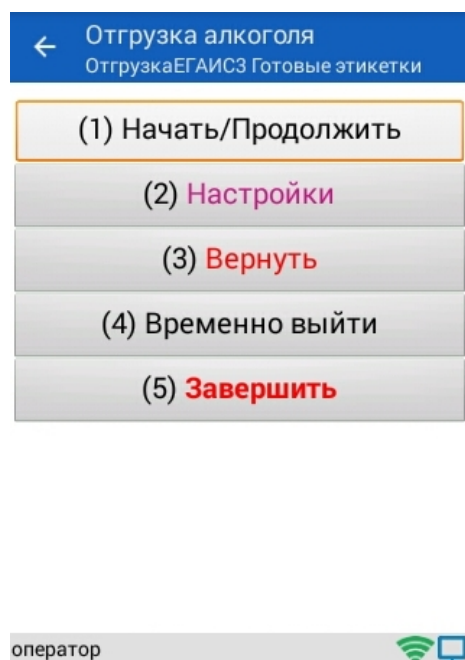 Отгрузка алкоголя
ОтгрузкаЕГАИС3 Готовые этикетки
(1) Начать/Продолжить
(2) Настройки
(3) Вернуть
(4) Временно выйти
(5) Завершить
оператор